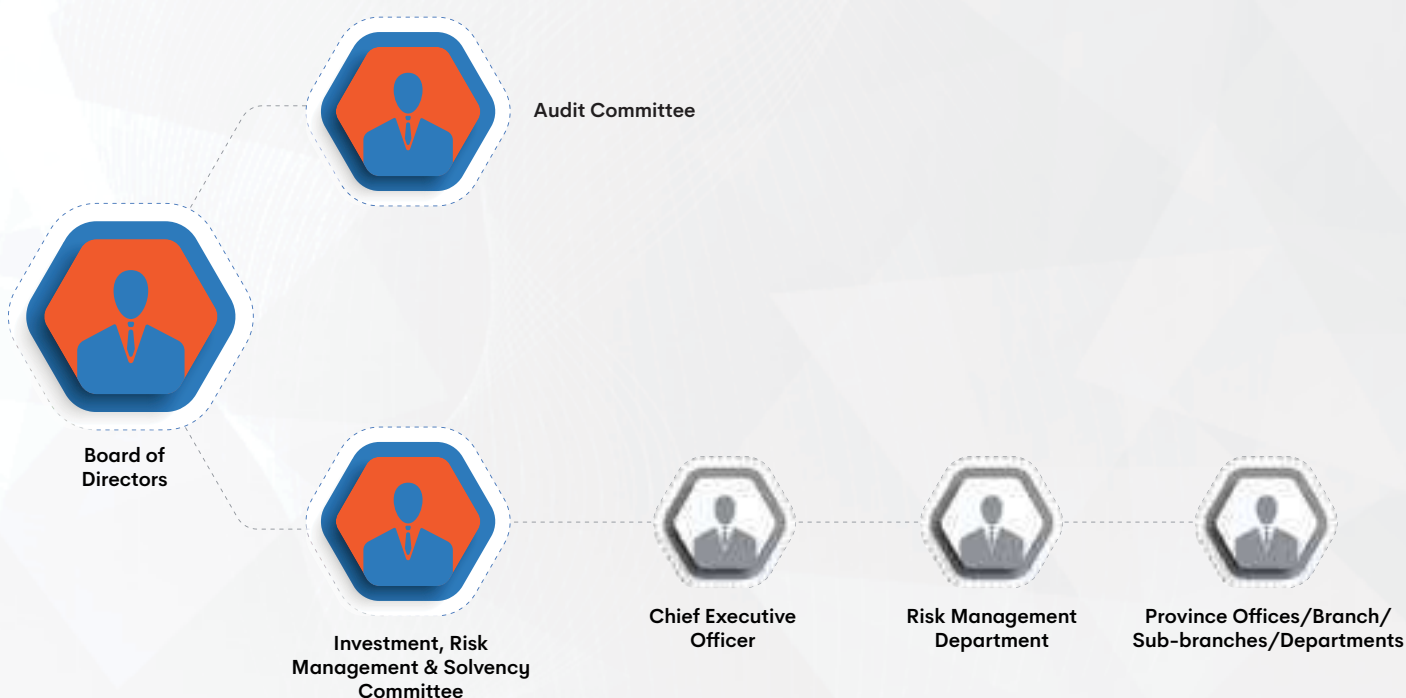 Audit Committee
Board of
Directors
Investment, Risk
Management & Solvency
Committee
Chief Executive
Officer
Risk Management
Department
Province Offices/Branch/
Sub-branches/Departments